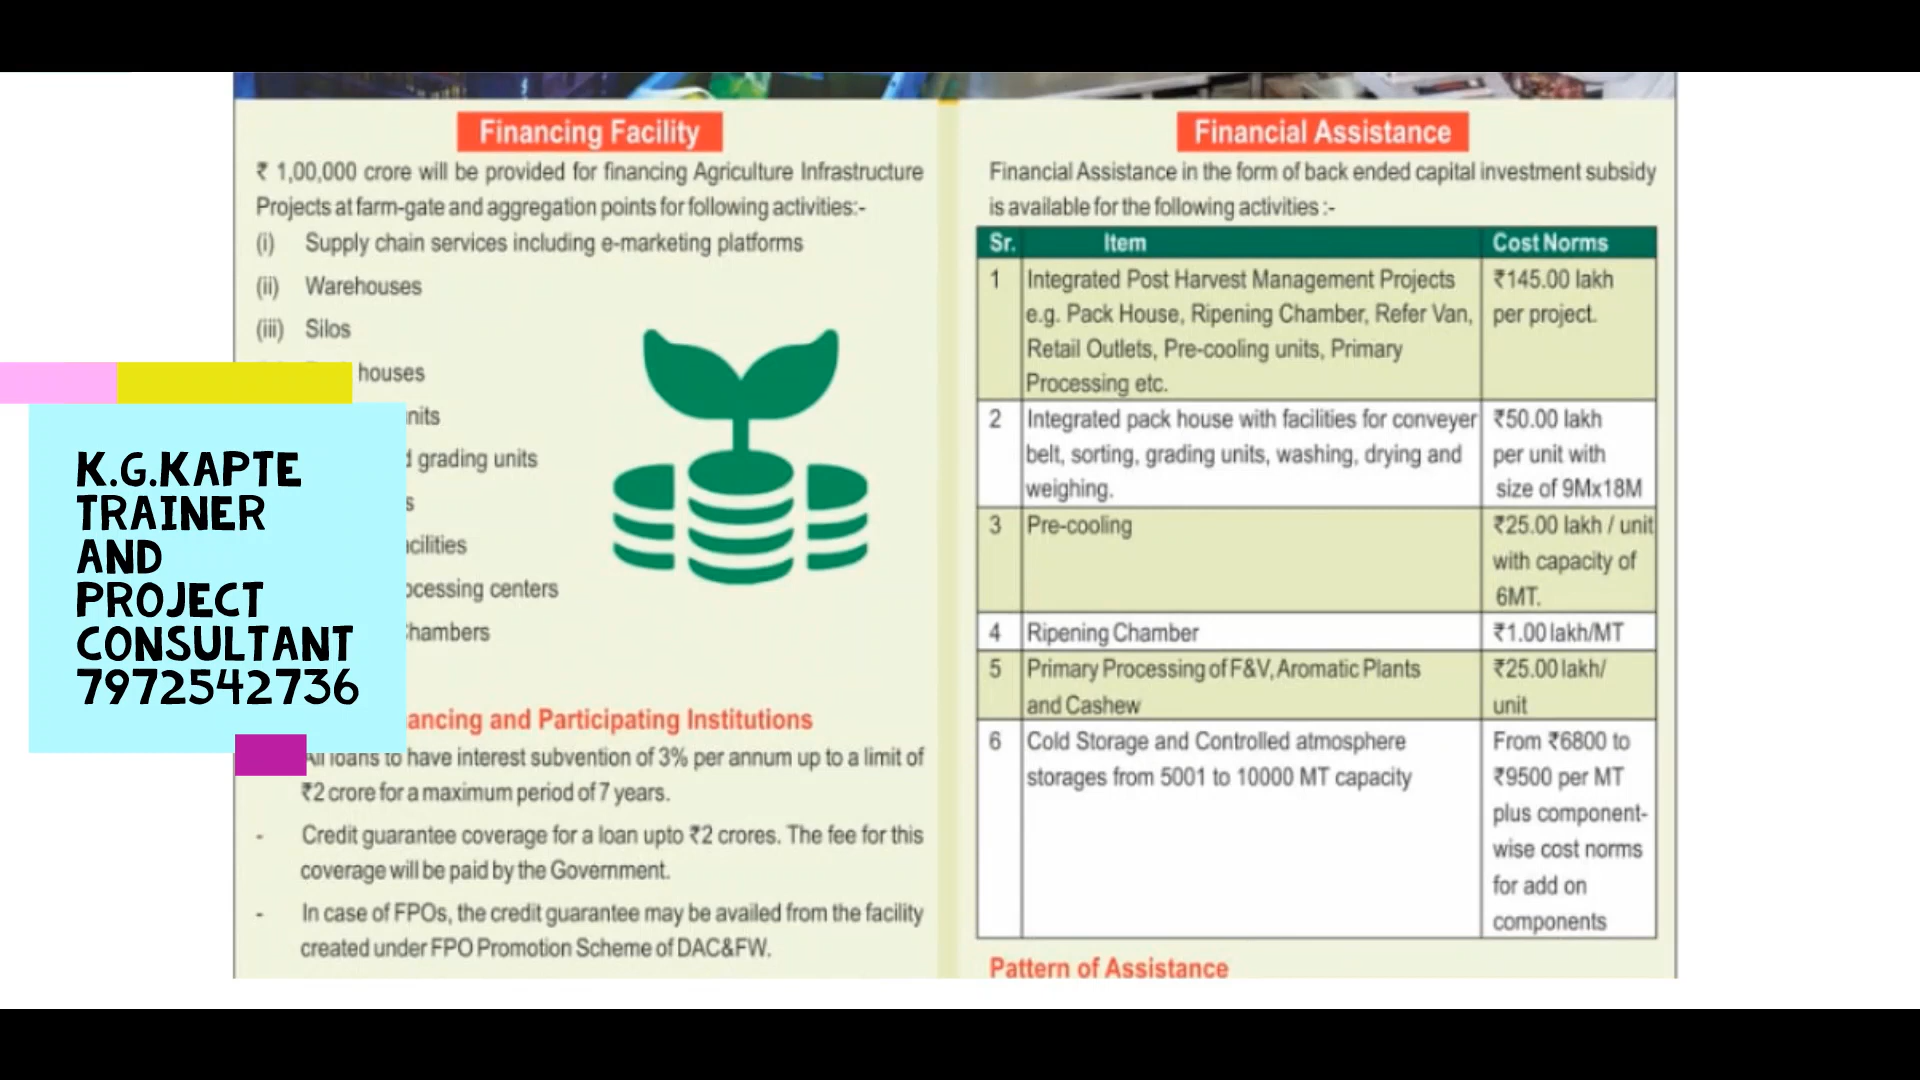 Financing Facility
₹ 1,00,000 crore will be provided for financing Agriculture Infrastructure
Projects at farm-gate and aggregation points for following activities:-
(i) Supply chain services including e-marketing platforms
(ii) Warehouses
(iii) Silos
houses
nits
grading units
s
cilities
ocessing centers
hambers
ancing and Participating Institutions
All loans to have interest subvention of 3% per annum up to a limit of
₹2 crore for a maximum period of 7 years.
- Credit guarantee coverage for a loan upto ₹2 crores. The fee for this
coverage will be paid by the Government.
- In case of FPOs, the credit guarantee may be availed from the facility
created under FPO Promotion Scheme of DAC&FW.
K.G.KAPTE
TRAINER
AND
PROJECT
CONSULTANT
7972542736
Financial Assistance
Financial Assistance in the form of back ended capital investment subsidy
is available for the following activities :-
Sr. Item Cost Norms
1 Integrated Post Harvest Management Projects ₹145.00 lakh
e.g. Pack House, Ripening Chamber, Refer Van, per project.
Retail Outlets, Pre-cooling units, Primary
Processing etc.
2 Integrated pack house with facilities for conveyer ₹50.00 lakh
belt, sorting, grading units, washing, drying and per unit with
weighing. size of 9Mx18M
3 Pre-cooling ₹25.00 lakh / unit
with capacity of
6MT.
4 Ripening Chamber ₹1.00 lakh/MT
5 Primary Processing of F&V, Aromatic Plants ₹25.00 lakh/
and Cashew unit
6 Cold Storage and Controlled atmosphere From ₹6800 to
storages from 5001 to 10000 MT capacity ₹9500 per MT
plus component-
wise cost norms
for add on
components
Pattern of Assistance